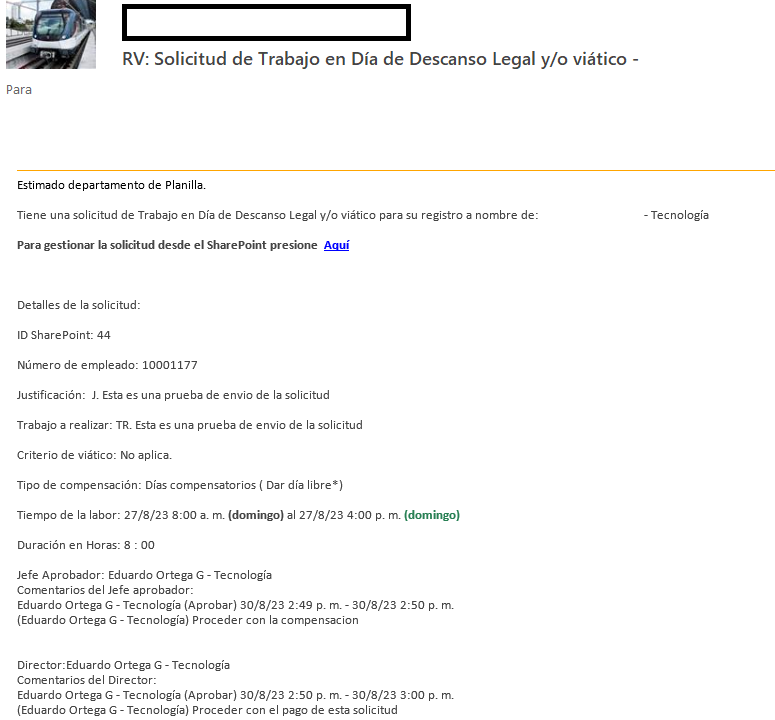 RV: Solicitud de Trabajo en Día de Descanso Legal y/o viático -
Para
Estimado departamento de Planilla.
Tiene una solicitud de Trabajo en Día de Descanso Legal y/o viático para su registro a nombre de: - Tecnología
Para gestionar la solicitud desde el SharePoint presione Aquí
Detalles de la solicitud:
ID SharePoint: 44
Número de empleado: 10001177
Justificación: J. Esta es una prueba de envio de la solicitud
Trabajo a realizar: TR. Esta es una prueba de envio de la solicitud
Criterio de viático: No aplica.
Tipo de compensación: Días compensatorios ( Dar día libre*)
Tiempo de la labor: 27/8/23 8:00 a. m. (domingo) al 27/8/23 4:00 p. m. (domingo)
Duración en Horas: 8 : 00
Jefe Aprobador: Eduardo Ortega G - Tecnología
Comentarios del Jefe aprobador:
Eduardo Ortega G - Tecnología (Aprobar) 30/8/23 2:49 p. m. - 30/8/23 2:50 p. m.
(Eduardo Ortega G - Tecnología) Proceder con la compensacion
Director:Eduardo Ortega G - Tecnología
Comentarios del Director:
Eduardo Ortega G - Tecnología (Aprobar) 30/8/23 2:50 p. m. - 30/8/23 3:00 p. m.
(Eduardo Ortega G - Tecnología) Proceder con el pago de esta solicitud